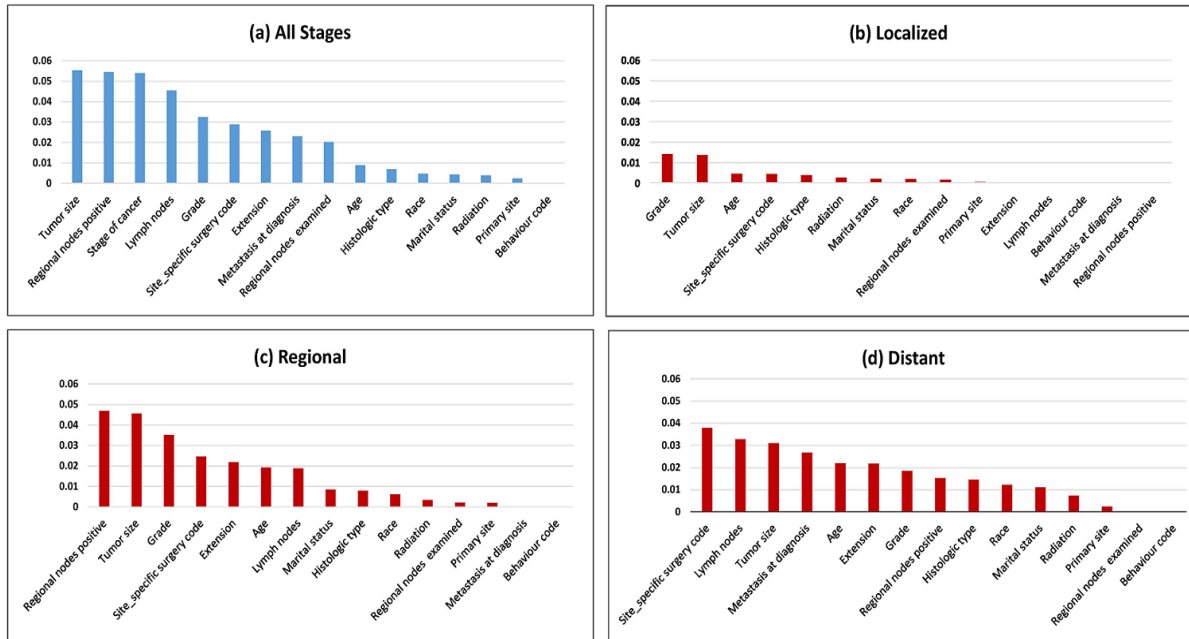 (a) All Stages
0.06
0.05
0.04
0.03
0.02
0.01
0
Tumor size
Regional nodes positive
Stage of cancer
Lymph nodes
Grade
Site_specific surgery code
Extension
Metastasis at diagnosis
Regional nodes examined
Age
Histologic type
Race
Marital status
Radiation
Primary site
Behaviour code
(b) Localized
0.06
0.05
0.04
0.03
0.02
0.01
0
Grade
Tumor size
Age
Site_specific surgery code
Histologic type
Radiation
Marital status
Race
Regional nodes examined
Primary site
Extension
Lymph nodes
Behaviour code
Metastasis at diagnosis
Regional nodes positive
(c) Regional
0.06
0.05
0.04
0.03
0.02
0.01
0
Regional nodes positive
Tumor size
Grade
Site_specific surgery code
Extension
Age
Lymph nodes
Marital status
Histologic type
Race
Radiation
Regional nodes examined
Primary site
Metastasis at diagnosis
Behaviour code
(d) Distant
0.06
0.05
0.04
0.03
0.02
0.01
0
Site_specific surgery code
Lymph nodes
Tumor size
Metastasis at diagnosis
Age
Extension
Grade
Regional nodes positive
Histologic type
Race
Marital status
Radiation
Primary site
Regional nodes examined
Behaviour code